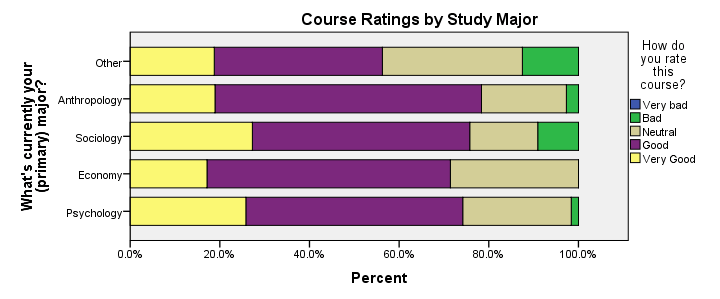 Course Ratings by Study Major
What's currently your
(primary) major?
Other
Anthropology
Sociology
Economy
Psychology
0.0%
20.0%
40.0%
60.0%
80.0%
100.0%
Percent
How do
you rate
this
course?
Very bad
Bad
Neutral
Good
Very Good